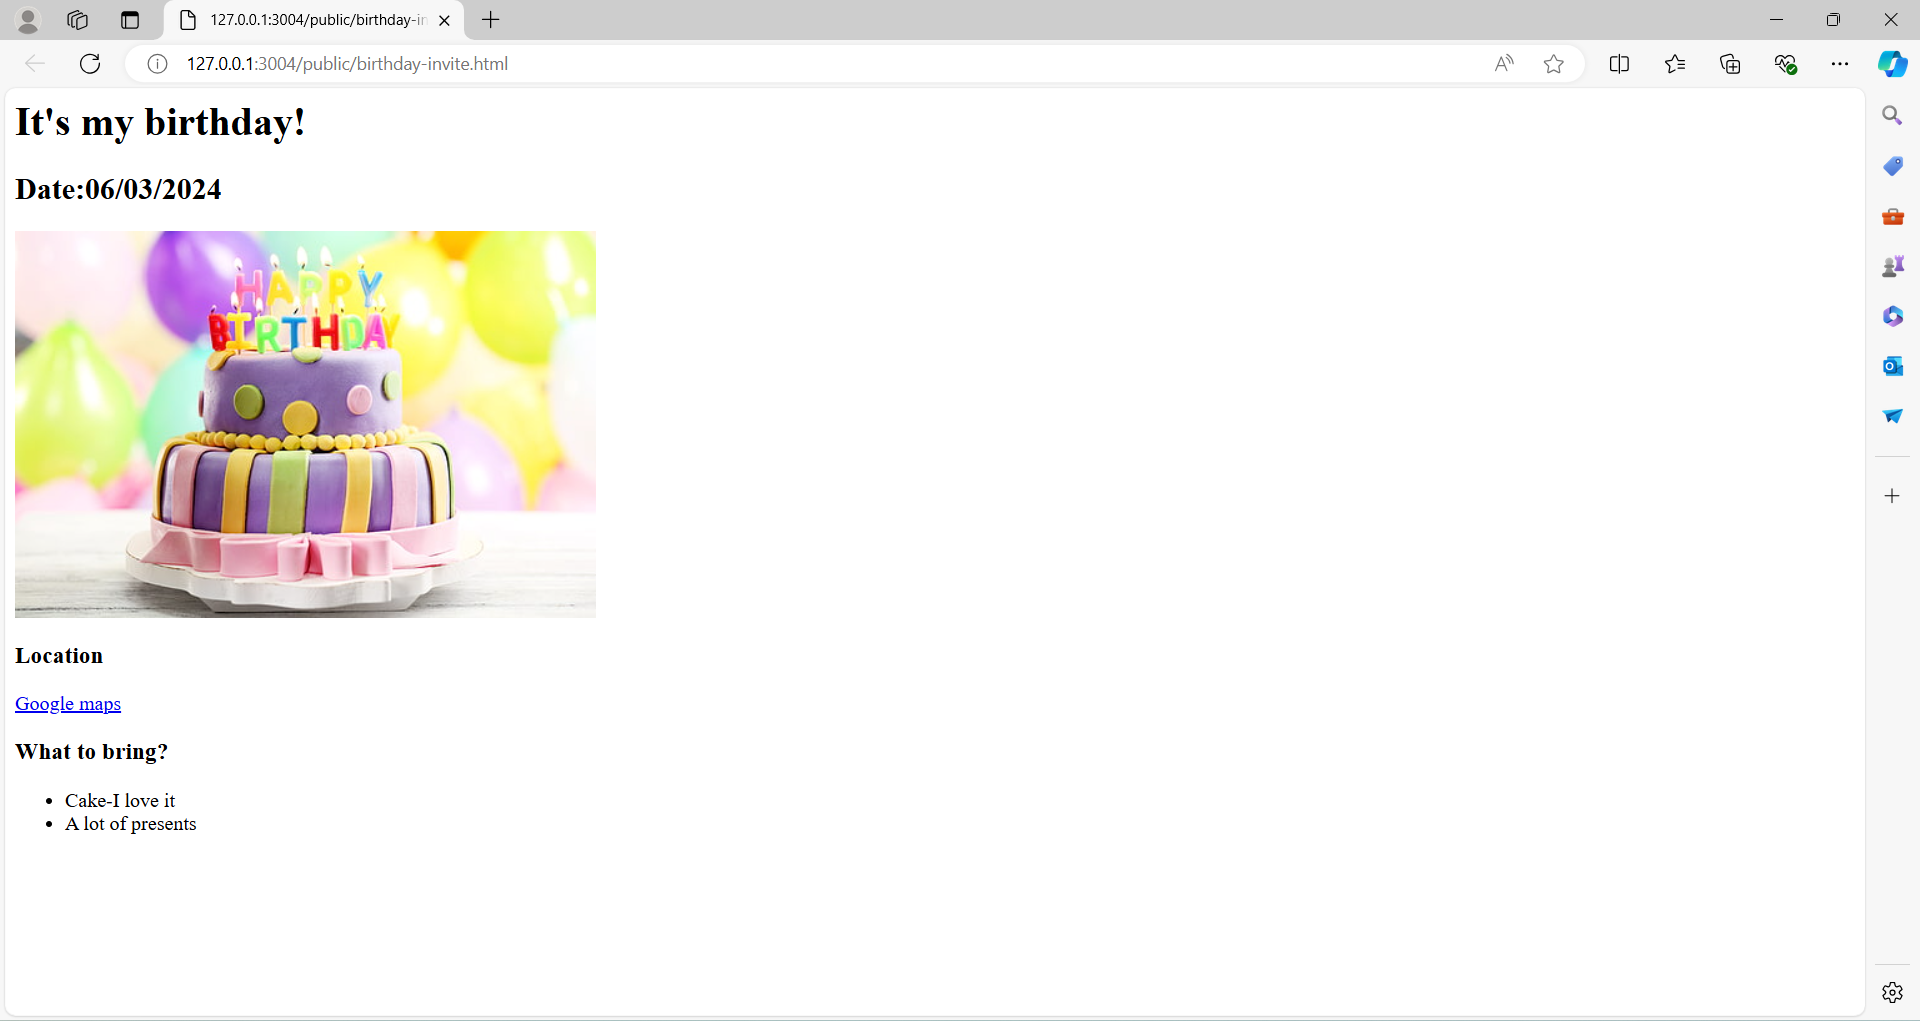 127.0.0.1:3004/public/birthday-in
127.0.0.1:3004/public/birthday-invite.html
It's my birthday!
Date:06/03/2024
HAPPY
BIRTHDAY
Location
Google maps
What to bring?
Cake-I love it
A lot of presents